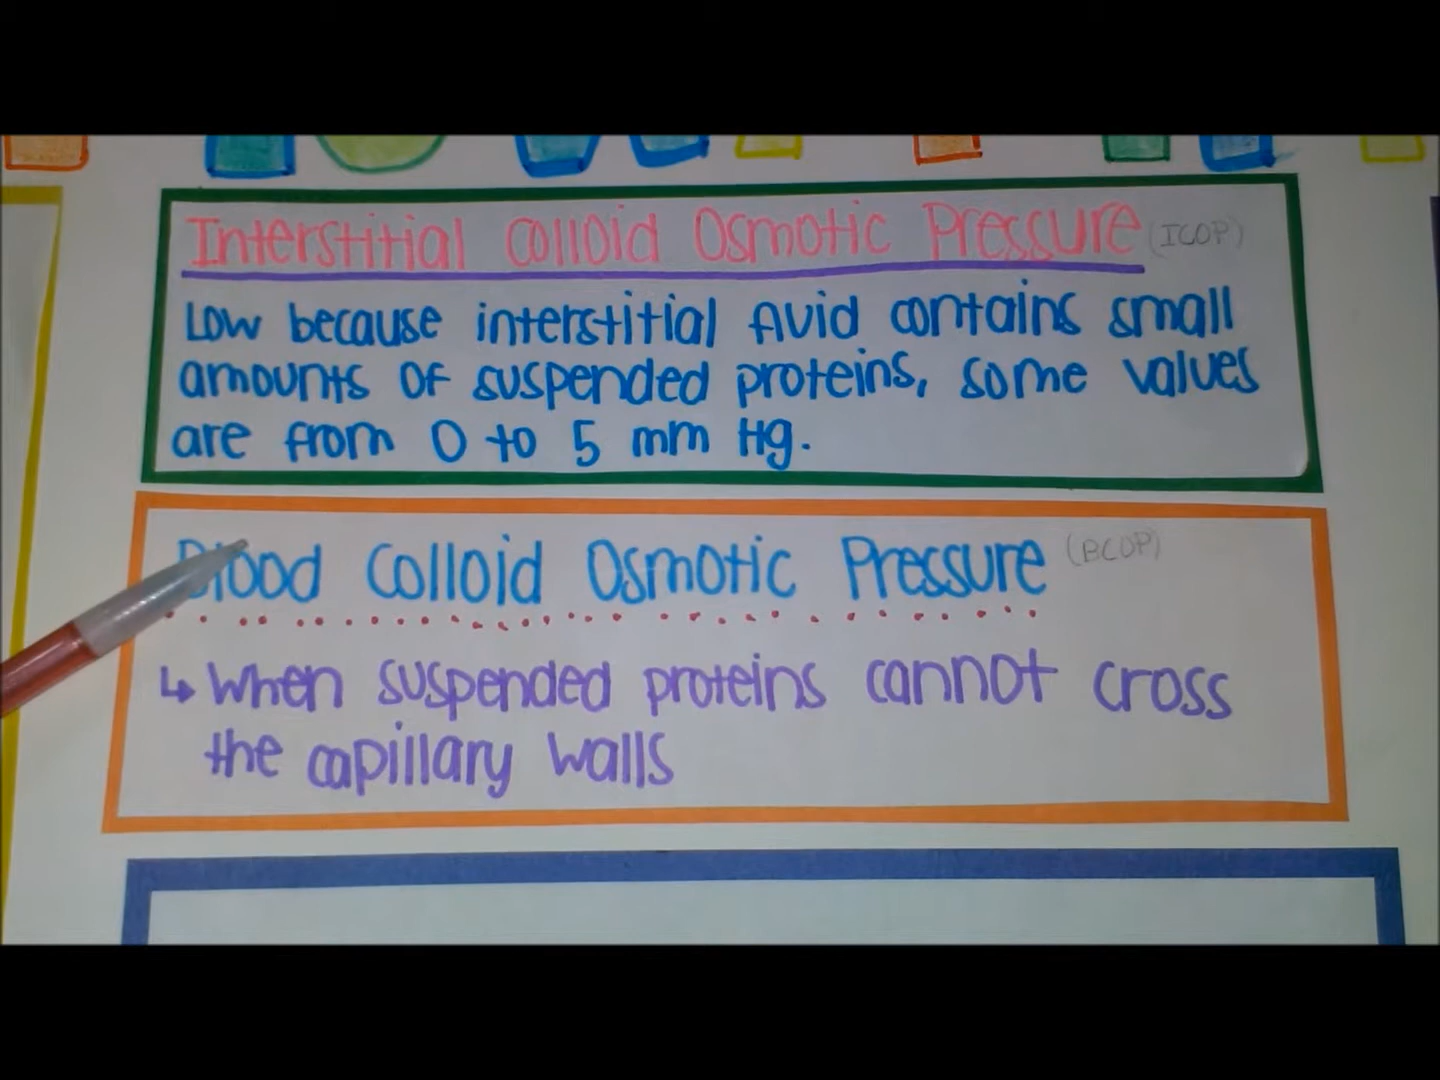 Interstitial Colloid Osmotic Pressure (ICOP)
Low because interstitial fluid contains small
amounts of suspended proteins, some values
are from 0 to 5 mm Hg.
Blood Colloid Osmotic Pressure (BCOP)
↳ When suspended proteins cannot cross
the capillary walls